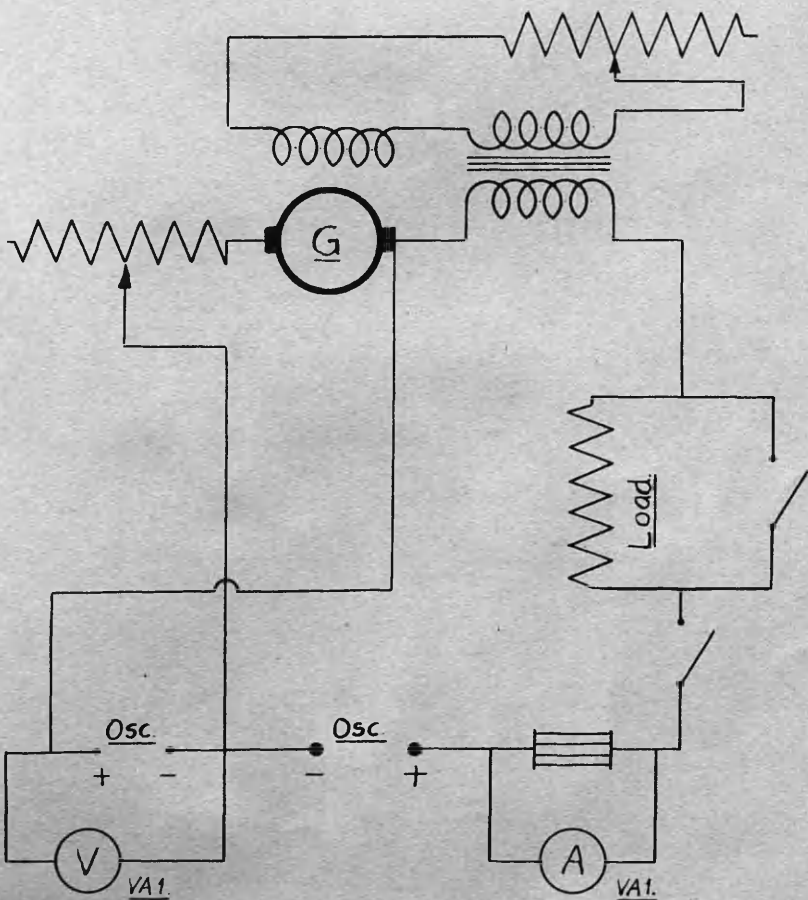 G
Load.
Osc.
+ -
Osc.
- +
V
VA1.
A
VA1.